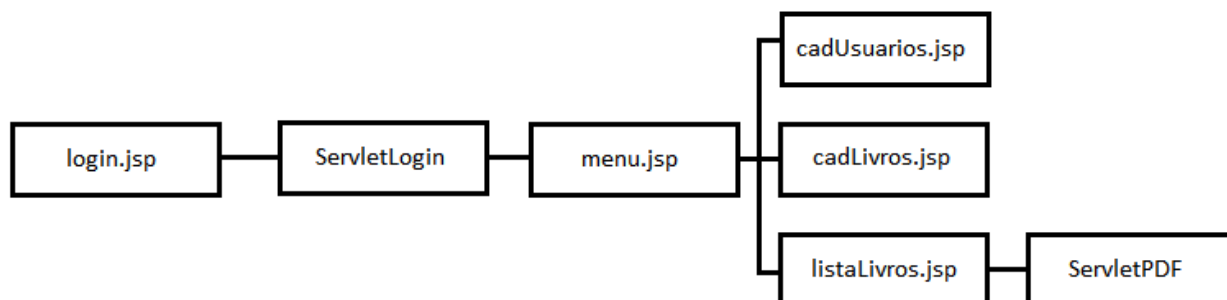 cadUsuarios.jsp
login.jsp
ServletLogin
menu.jsp
cadLivros.jsp
listaLivros.jsp
ServletPDF